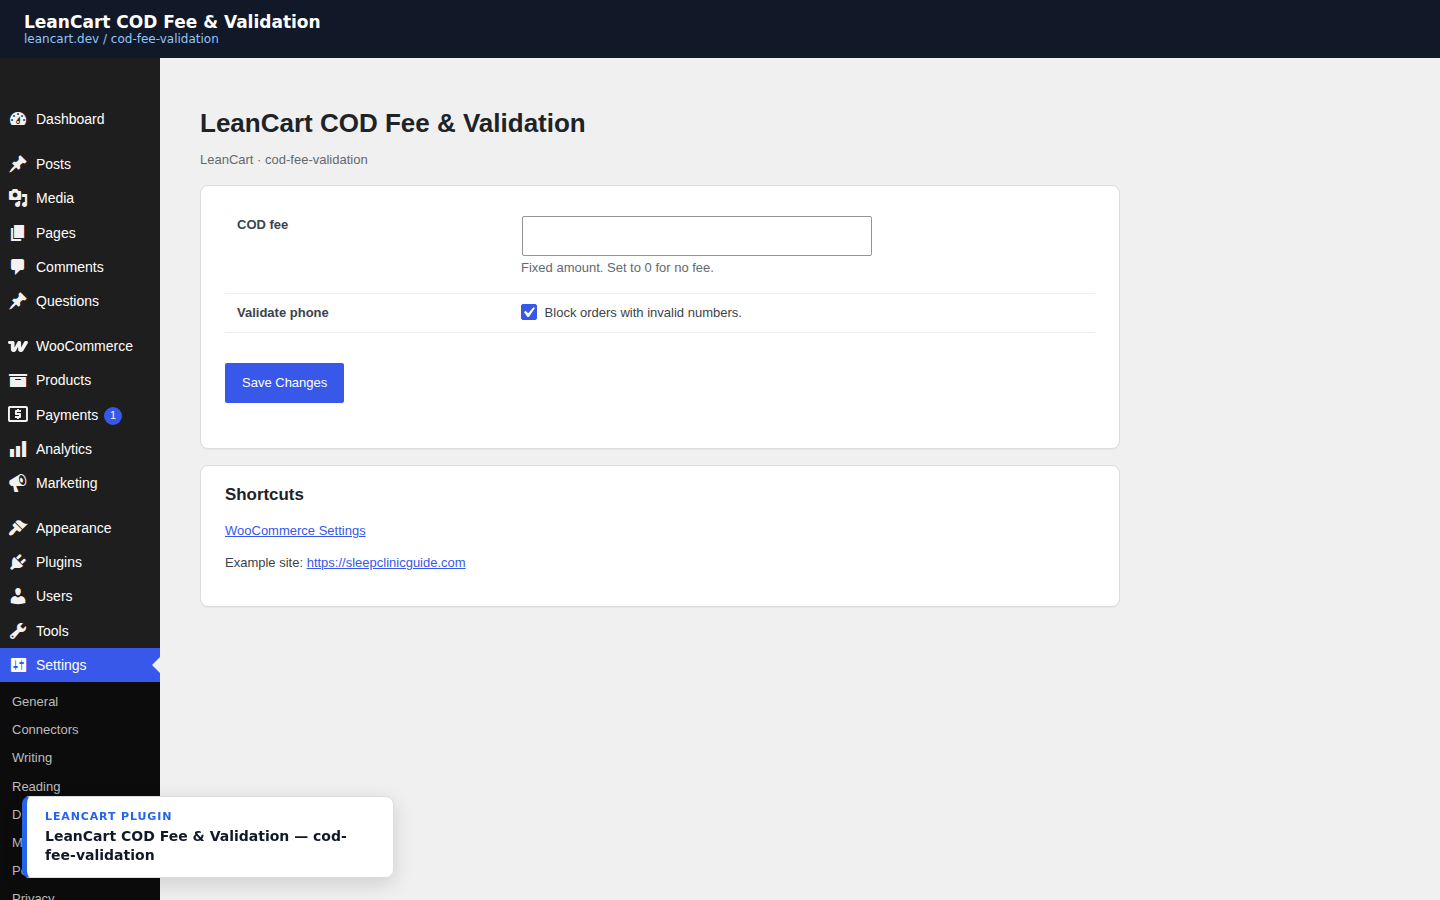 LeanCart COD Fee & Validation
leancart.dev / cod-fee-validation
Dashboard
Posts
Media
Pages
Comments
Questions
WooCommerce
Products
Payments 1
Analytics
Marketing
Appearance
Plugins
Users
Tools
Settings
General
Connectors
Writing
Reading
Privacy
LeanCart COD Fee & Validation
LeanCart · cod-fee-validation
COD fee
Fixed amount. Set to 0 for no fee.
Validate phone
Block orders with invalid numbers.
Save Changes
Shortcuts
WooCommerce Settings
Example site: https://sleepclinicguide.com
LEANCART PLUGIN
LeanCart COD Fee & Validation — cod-
fee-validation